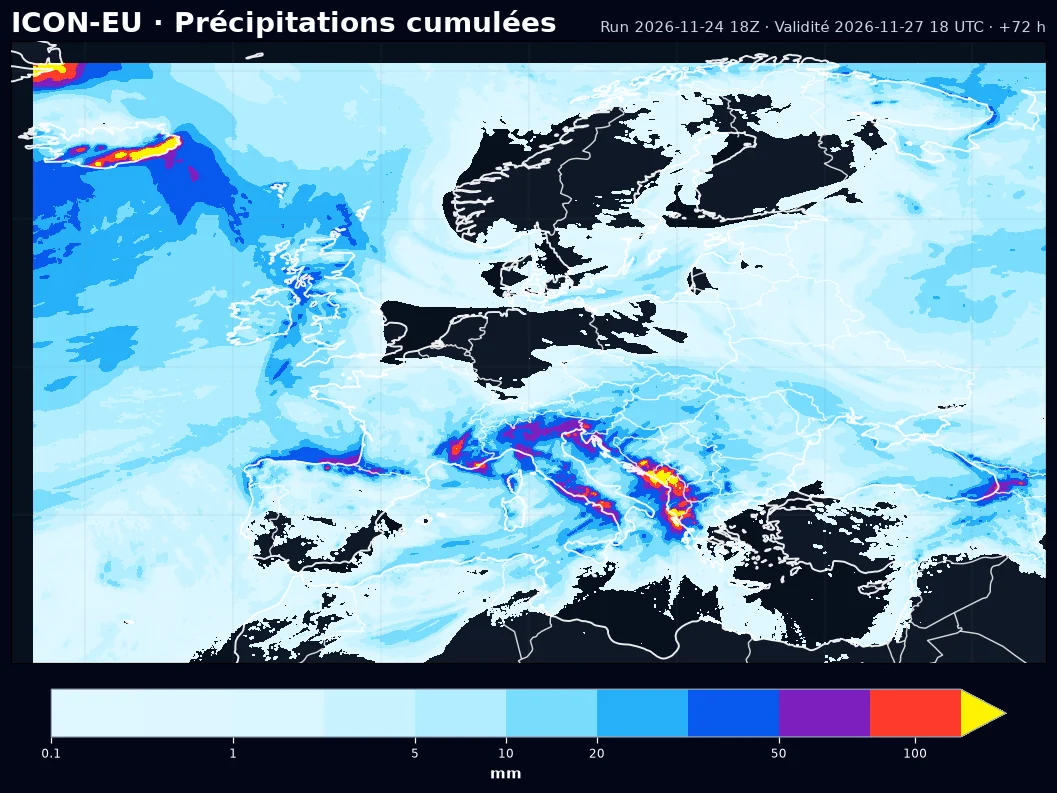 ICON-EU · Précipitations cumulées
Run 2026-11-24 18Z · Validité 2026-11-27 18 UTC · +72 h
0.1 1 5 10 20 50 100
mm